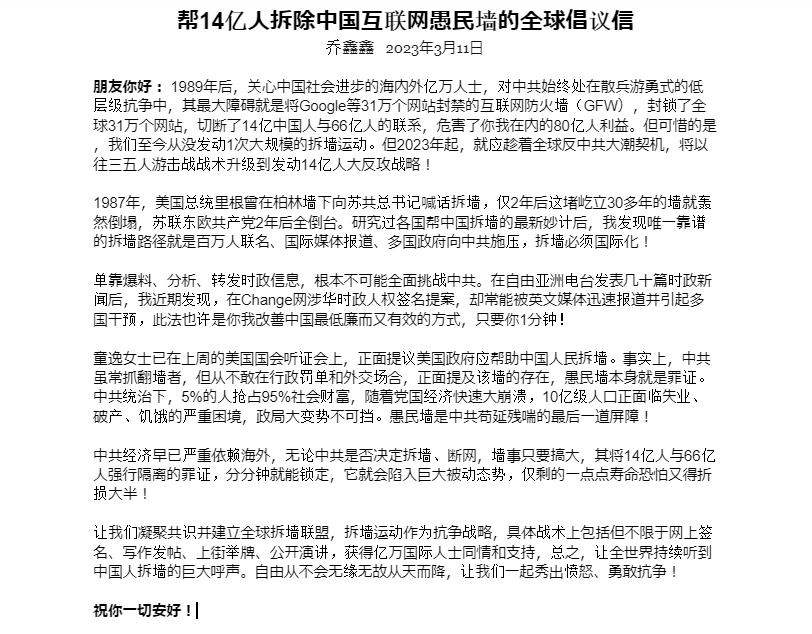 帮14亿人拆除中国互联网愚民墙的全球倡议信
乔鑫鑫 2023年3月11日
朋友你好：1989年后，关心中国社会进步的海内外亿万人士，对中共始终处在散兵游勇式的低
层级抗争中，其最大障碍就是将Google等31万个网站封禁的互联网防火墙（GFW），封锁了全
球31万个网站，切断了14亿中国人与66亿人的联系，危害了你我在内的80亿人利益。但可惜的是
，我们至今从没发动1次大规模的拆墙运动。但2023年起，就应趁着全球反中共大潮契机，将以
往三五人游击战战术升级到发动14亿人大反攻战略！
1987年，美国总统里根曾在柏林墙下向苏共总书记喊话拆墙，仅2年后这堵屹立30多年的墙就轰
然倒塌，苏联东欧共产党2年后全倒台。研究过各国帮中国拆墙的最新妙计后，我发现唯一靠谱
的拆墙路径就是百万人联名、国际媒体报道、多国政府向中共施压，拆墙必须国际化！
单靠爆料、分析、转发时政信息，根本不可能全面挑战中共。在自由亚洲电台发表几十篇时政新
闻后，我近期发现，在Change网涉华时政人权签名提案，却常能被英文媒体迅速报道并引起多
国干预，此法也许是你我改善中国最低廉而又有效的方式，只要你1分钟！
童逸女士已在上周的美国国会听证会上，正面提议美国政府应帮助中国人民拆墙。事实上，中共
虽常抓翻墙者，但从不敢在行政罚单和外交场合，正面提及该墙的存在，愚民墙本身就是罪证。
中共统治下，5%的人抢占95%社会财富，随着党国经济快速大崩溃，10亿级人口正面临失业、
破产、饥饿的严重困境，政局大变势不可挡。愚民墙是中共苟延残喘的最后一道屏障！
中共经济早已严重依赖海外，无论中共是否决定拆墙、断网，墙事只要搞大，其将14亿人与66亿
人强行隔离的罪证，分分钟就能锁定，它就会陷入巨大被动态势，仅剩的一点点寿命恐怕又得折
损大半！
让我们凝聚共识并建立全球拆墙联盟，拆墙运动作为抗争战略，具体战术上包括但不限于网上签
名、写作发帖、上街举牌、公开演讲，获得亿万国际人士同情和支持，总之，让全世界持续听到
中国人拆墙的巨大呼声。自由从不会无缘无故从天而降，让我们一起秀出愤怒、勇敢抗争！
祝你一切安好！